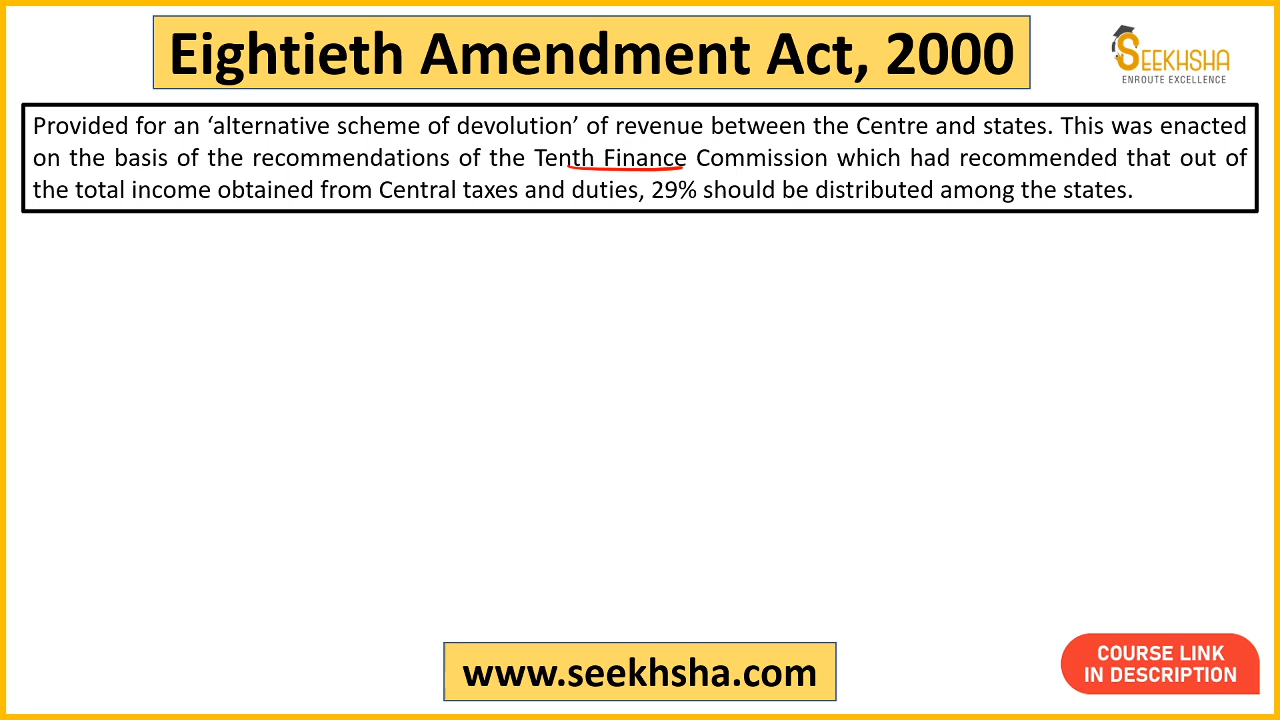 Eightieth Amendment Act, 2000
SEEKHSHA
ENROUTE EXCELLENCE
Provided for an ‘alternative scheme of devolution’ of revenue between the Centre and states. This was enacted
on the basis of the recommendations of the Tenth Finance Commission which had recommended that out of
the total income obtained from Central taxes and duties, 29% should be distributed among the states.
www.seekhsha.com
COURSE LINK
IN DESCRIPTION